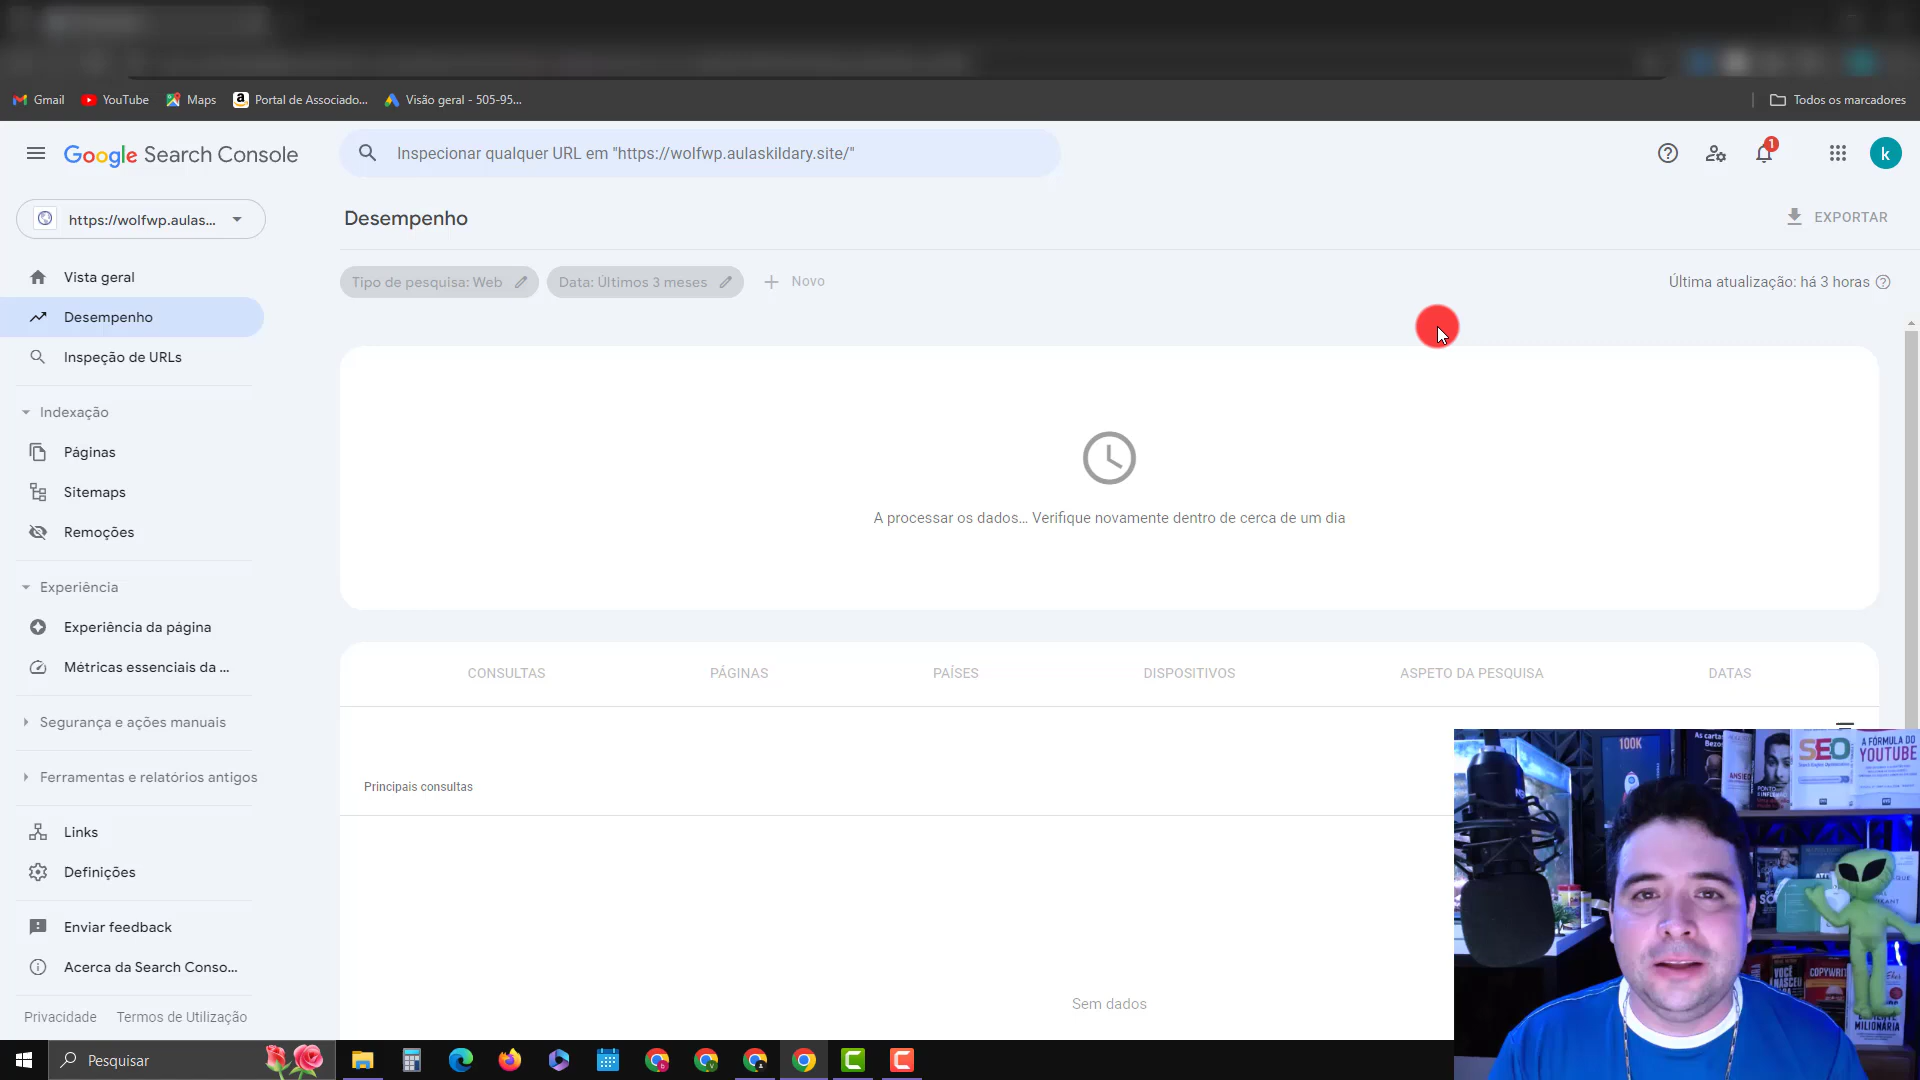 Gmail
YouTube
Maps
Portal de Associado...
Visão geral - 505-95...
Todos os marcadores
Google Search Console
Inspecionar qualquer URL em "https://wolfwp.aulaskildary.site/"
1
k
https://wolfwp.aulas...
Desempenho
EXPORTAR
Vista geral
Desempenho
Inspeção de URLs
Tipo de pesquisa: Web
Data: Últimos 3 meses
Novo
Última atualização: há 3 horas
Indexação
Páginas
Sitemaps
Remoções
A processar os dados... Verifique novamente dentro de cerca de um dia
Experiência
Experiência da página
Métricas essenciais da ...
CONSULTAS
PÁGINAS
PAÍSES
DISPOSITIVOS
ASPETO DA PESQUISA
DATAS
Segurança e ações manuais
Ferramentas e relatórios antigos
Principais consultas
Links
Definições
Enviar feedback
Acerca da Search Conso...
Sem dados
Privacidade
Termos de Utilização
100K
SEO
A FÓRMULA DO
YOUTUBE
VOCÊ
NASCEU
COPYWRIT
MILIONÁRIA
Pesquisar